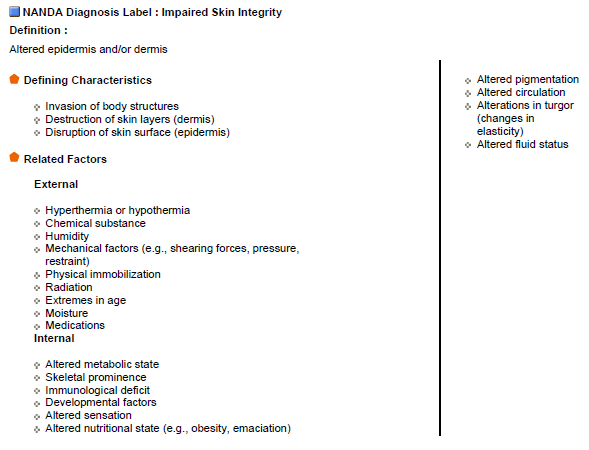 NANDA Diagnosis Label : Impaired Skin Integrity
Definition :
Altered epidermis and/or dermis
Defining Characteristics
Invasion of body structures
Destruction of skin layers (dermis)
Disruption of skin surface (epidermis)
Related Factors
External
Hyperthermia or hypothermia
Chemical substance
Humidity
Mechanical factors (e.g., shearing forces, pressure,
restraint)
Physical immobilization
Radiation
Extremes in age
Moisture
Medications
Internal
Altered metabolic state
Skeletal prominence
Immunological deficit
Developmental factors
Altered sensation
Altered nutritional state (e.g., obesity, emaciation)
Altered pigmentation
Altered circulation
Alterations in turgor
(changes in
elasticity)
Altered fluid status